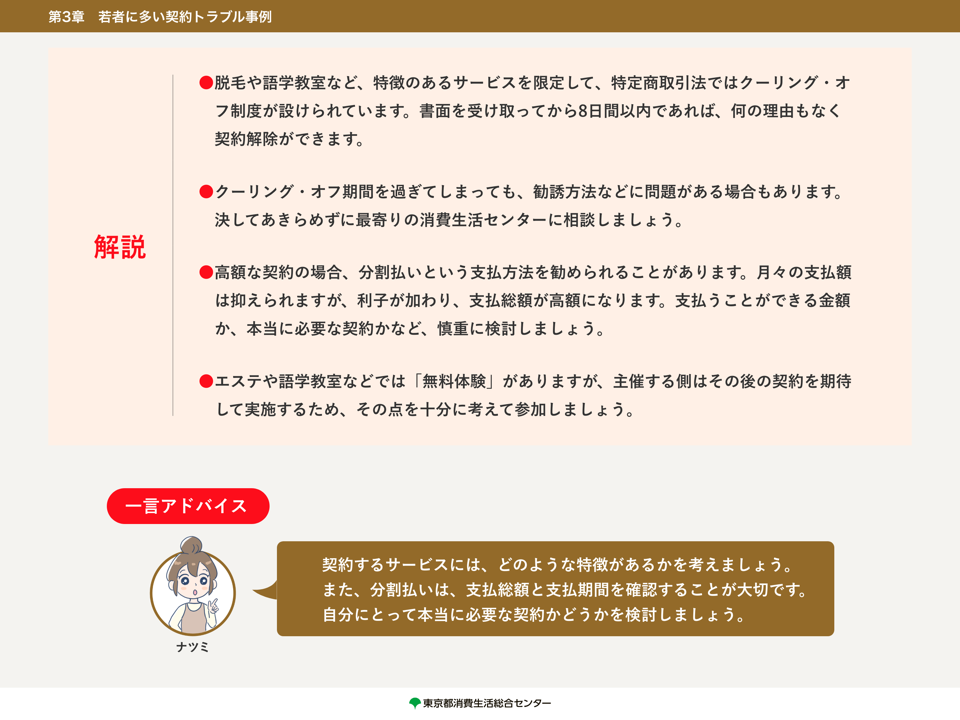 第3章　若者に多い契約トラブル事例
解説
●脱毛や語学教室など、特徴のあるサービスを限定して、特定商取引法ではクーリング・オ
フ制度が設けられています。書面を受け取ってから8日間以内であれば、何の理由もなく
契約解除ができます。
●クーリング・オフ期間を過ぎてしまっても、勧誘方法などに問題がある場合もあります。
決してあきらめずに最寄りの消費生活センターに相談しましょう。
●高額な契約の場合、分割払いという支払方法を勧められることがあります。月々の支払額
は抑えられますが、利子が加わり、支払総額が高額になります。支払うことができる金額
か、本当に必要な契約かなど、慎重に検討しましょう。
●エステや語学教室などでは「無料体験」がありますが、主催する側はその後の契約を期待
して実施するため、その点を十分に考えて参加しましょう。
一言アドバイス
契約するサービスには、どのような特徴があるかを考えましょう。
また、分割払いは、支払総額と支払期間を確認することが大切です。
自分にとって本当に必要な契約かどうかを検討しましょう。
ナツミ
東京都消費生活総合センター